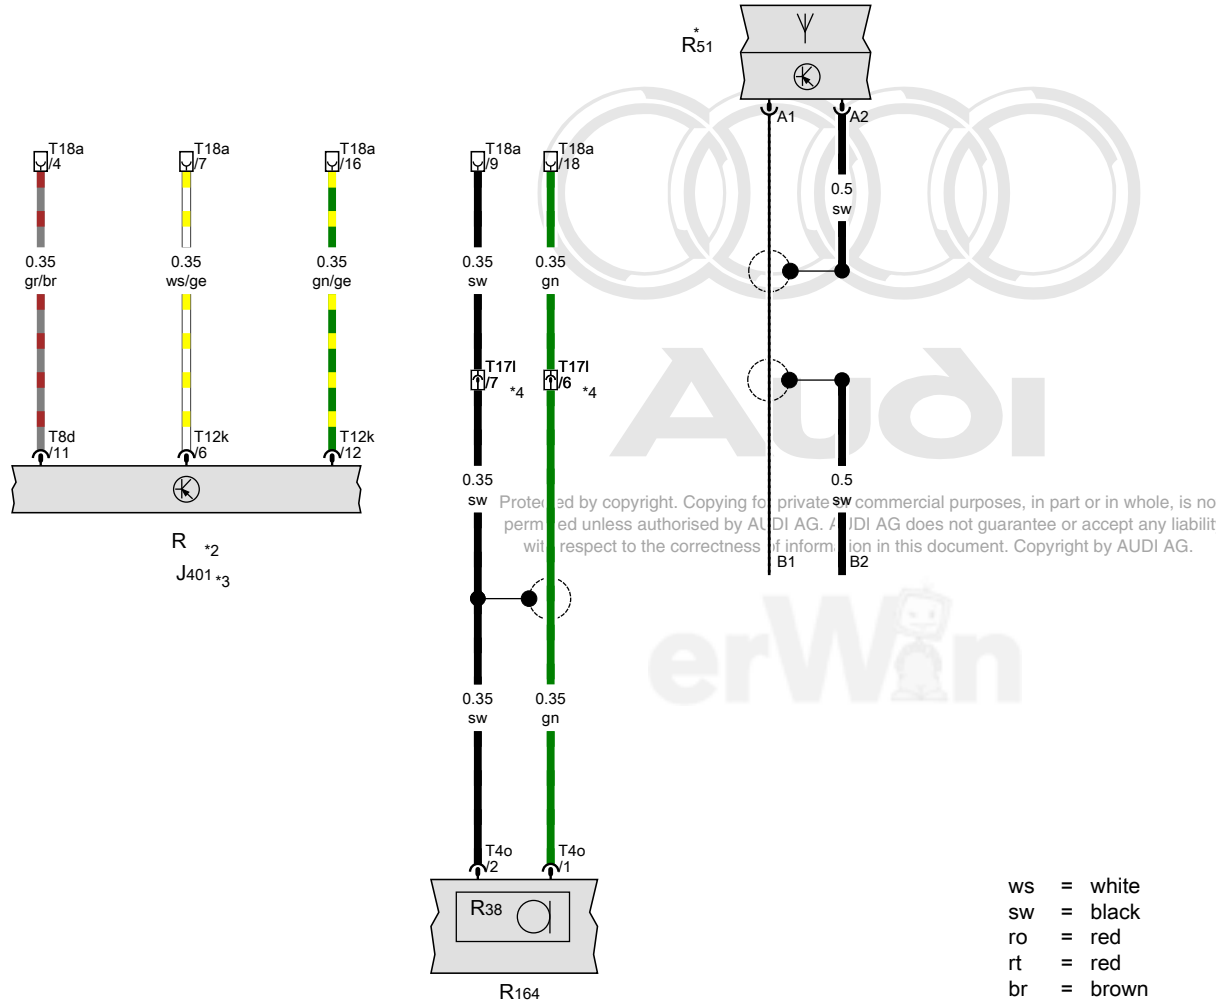 *
R51
A1
A2
T18a
/4
T18a
/7
T18a
/16
T18a
/9
T18a
/18
0.5
sw
0.35
gr/br
0.35
ws/ge
0.35
gn/ge
0.35
sw
0.35
gn
T17l
/7
*4
T17l
/6
*4
Audi
T8d
/11
T12k
/6
T12k
/12
0.35
sw
0.5
sw
Protected by copyright. Copying for private or commercial purposes, in part or in whole, is no
permitted unless authorised by AUDI AG. AUDI AG does not guarantee or accept any liabilit
with respect to the correctness of information in this document. Copyright by AUDI AG.
R *2
J401 *3
B1
B2
erWin
0.35
sw
0.35
gn
T4o
/2
T4o
/1
R38
R164
ws = white
sw = black
ro = red
rt = red
br = brown